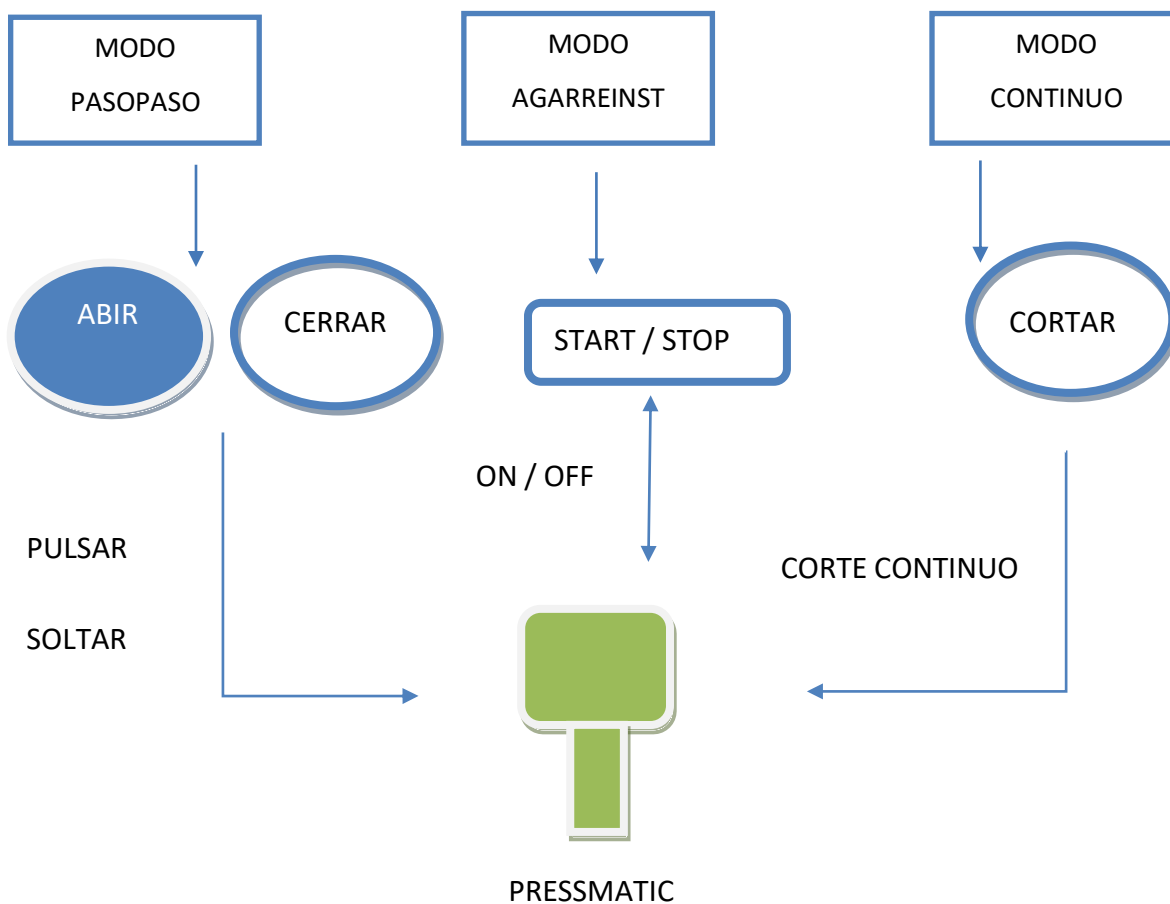 MODO
PASOPASO
MODO
AGARREINST
MODO
CONTINUO
ABIR
CERRAR
START / STOP
CORTAR
ON / OFF
PULSAR
CORTE CONTINUO
SOLTAR
PRESSMATIC